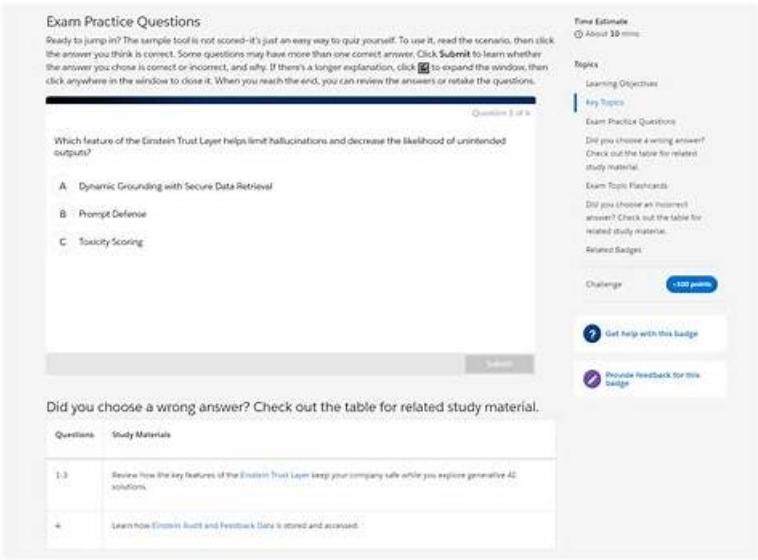 Exam Practice Questions
Ready to jump in? The sample tool is not scored–it's just an easy way to quiz yourself. To use it, read the scenario, then click
the answer you think is correct. Some questions may have more than one correct answer. Click Submit to learn whether
the answer you chose is correct or incorrect, and why. If there's a longer explanation, click to expand the window, then
click anywhere in the window to close it. When you reach the end, you can review the answers or retake the questions.
Question of 4
Which feature of the Einstein Trust Layer helps limit hallucinations and decrease the likelihood of unintended
outputs?
A Dynamic Grounding with Secure Data Retrieval
B Prompt Defense
C Toxicity Scoring
Submit
Did you choose a wrong answer? Check out the table for related study material.
Questions Study Materials
1-3 Review how the key features of the Einstein Trust Layer keep your company safe while you explore generative AI
solutions.
4 Learn how Einstein Audit and Feedback Data is stored and accessed.
Time Estimate
About 10 mins
Topics
Learning Objectives
Key Topics
Exam Practice Questions
Did you choose a wrong answer?
Check out the table for related
study material.
Exam Topic Flashcards
Did you choose an incorrect
answer? Check out the table for
related study material.
Related Badges
Challenge +100 points
Get help with this badge
Provide feedback for this
badge